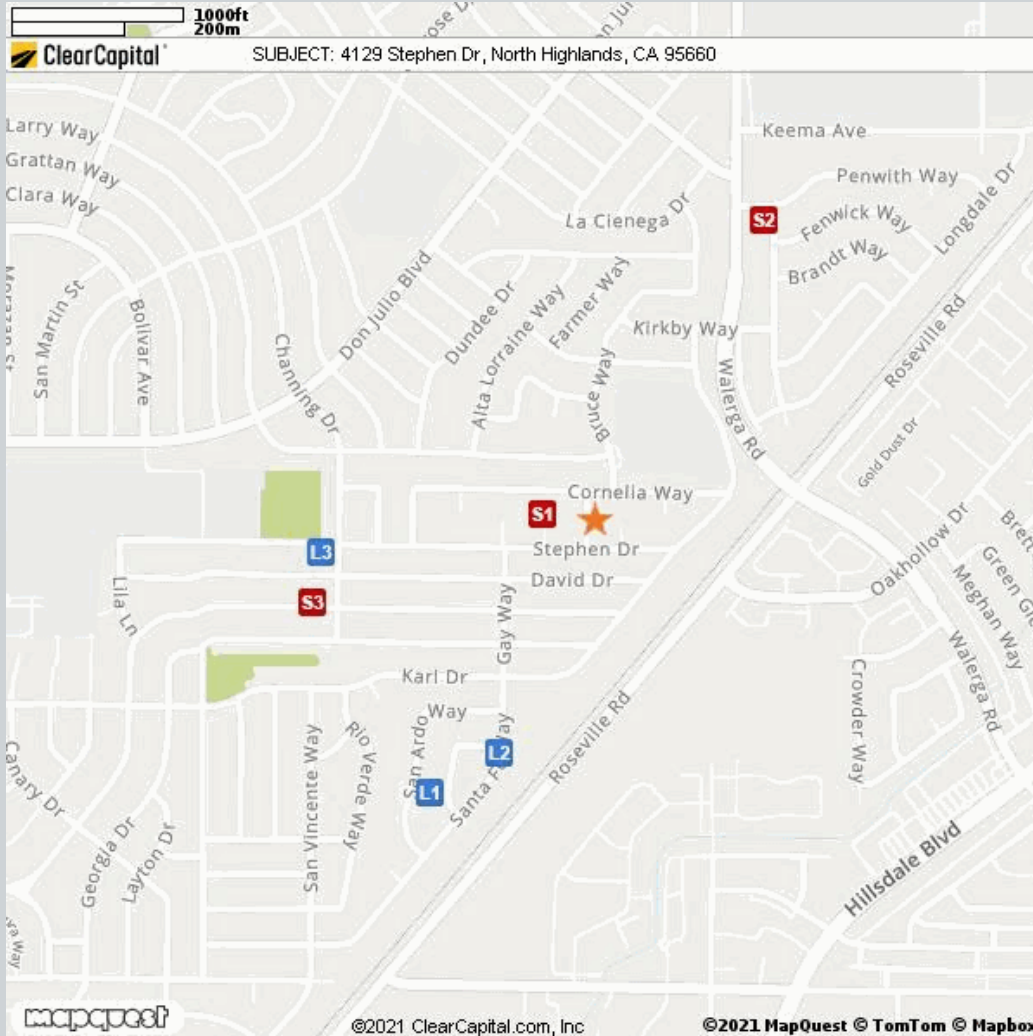 1000ft
200m
ClearCapital
SUBJECT: 4129 Stephen Dr, North Highlands, CA 95660
Larry Way
Keema Ave
Grattan Way
Penwith Way
Clara Way
La Cienega Dr
S2
Fenwick Way
Longdale Dr
Brandt Way
Don Julio Blvd
San Martin St
Bolivar Ave
Dundee Dr
Alta Lorraine Way
Farmer Way
Kirkby Way
Roseville Rd
Channing Dr
Bruce Way
Walerga Rd
Gold Dust Dr
Cornelia Way
S1
Stephen Dr
L3
David Dr
Oakhollow Dr
Lila Ln
S3
Gay Way
Meghan Way
Karl Dr
Walerga Rd
Way
Crowder Way
San Ardo
Roseville Rd
L2
L1
Santa
San Vincente Way
Rio Verde Way
Canary Dr
Georgia Dr
Layton Dr
Hillsdale Blvd
mapquest
©2021 ClearCapital.com, Inc
©2021 MapQuest © TomTom © Mapbox